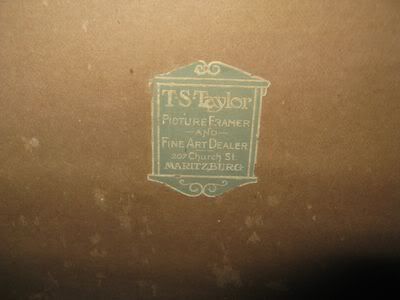 T·S·Taylor
PICTURE FRAMER
— AND —
FINE ART DEALER
207 Church St.
MARITZBURG